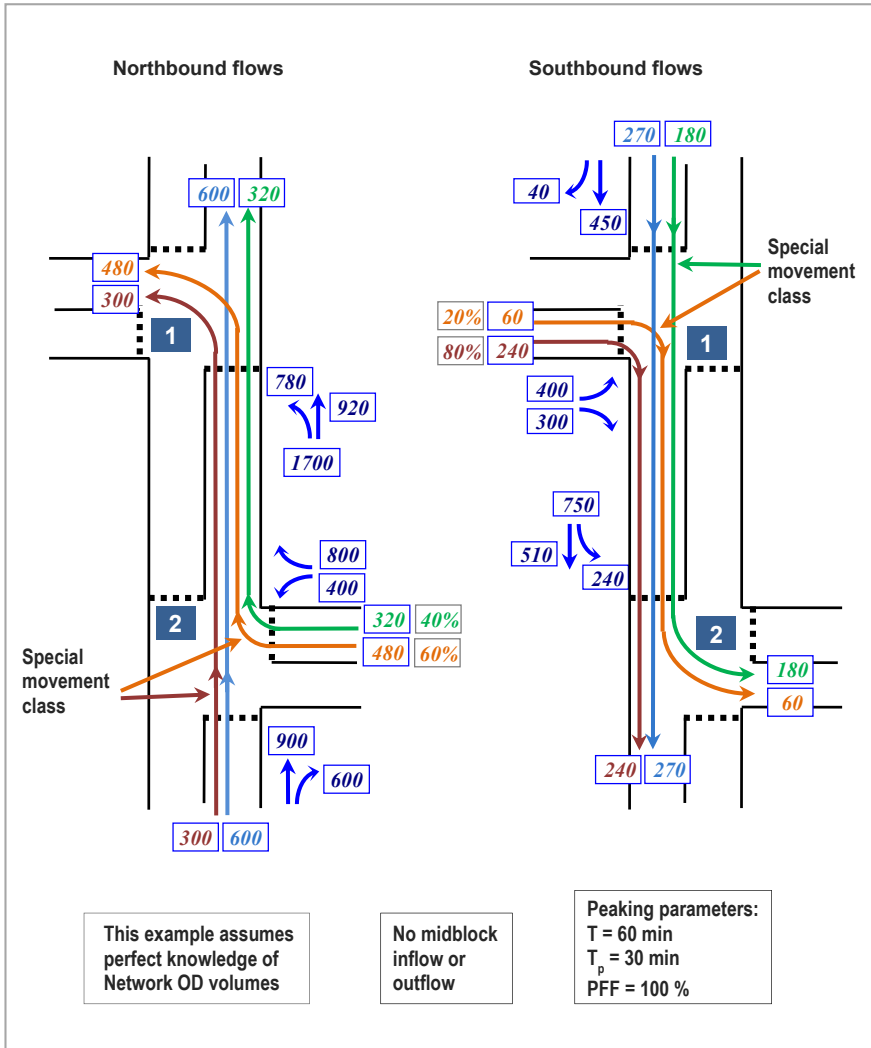 Northbound flows
Southbound flows
600 320
270 180
40
450
480
300
1
Special
movement
class
20% 60
80% 240
1
780
920
1700
400
300
800
400
750
510
240
2
320 40%
480 60%
Special
movement
class
2
180
60
900
600
300 600
240 270
This example assumes
perfect knowledge of
Network OD volumes
No midblock
inflow or
outflow
Peaking parameters:
T = 60 min
Tp = 30 min
PFF = 100 %